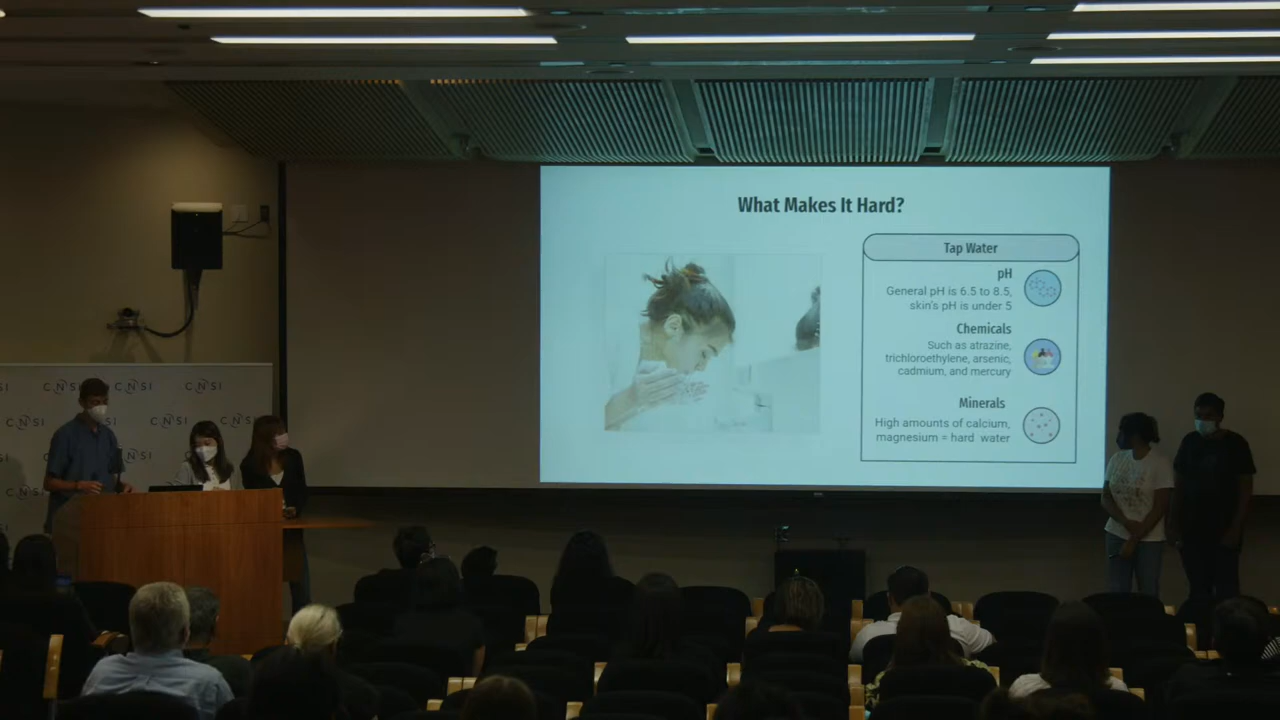 What Makes It Hard?
Tap Water
pH
General pH is 6.5 to 8.5,
skin's pH is under 5
Chemicals
Such as atrazine,
trichloroethylene, arsenic,
cadmium, and mercury
Minerals
High amounts of calcium,
magnesium = hard water
CNSI CNSI CNSI
CNSI CNSI CNSI
CNSI
CNSI